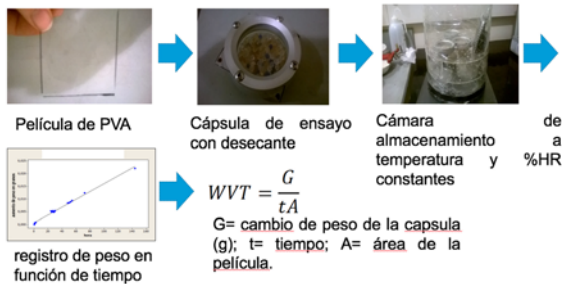 Película de PVA
Cápsula de ensayo
con desecante
Cámara de
almacenamiento a
temperatura y %HR
constantes
registro de peso en
función de tiempo
WVT = G
tA
G= cambio de peso de la capsula
(g); t= tiempo; A= área de la
película.